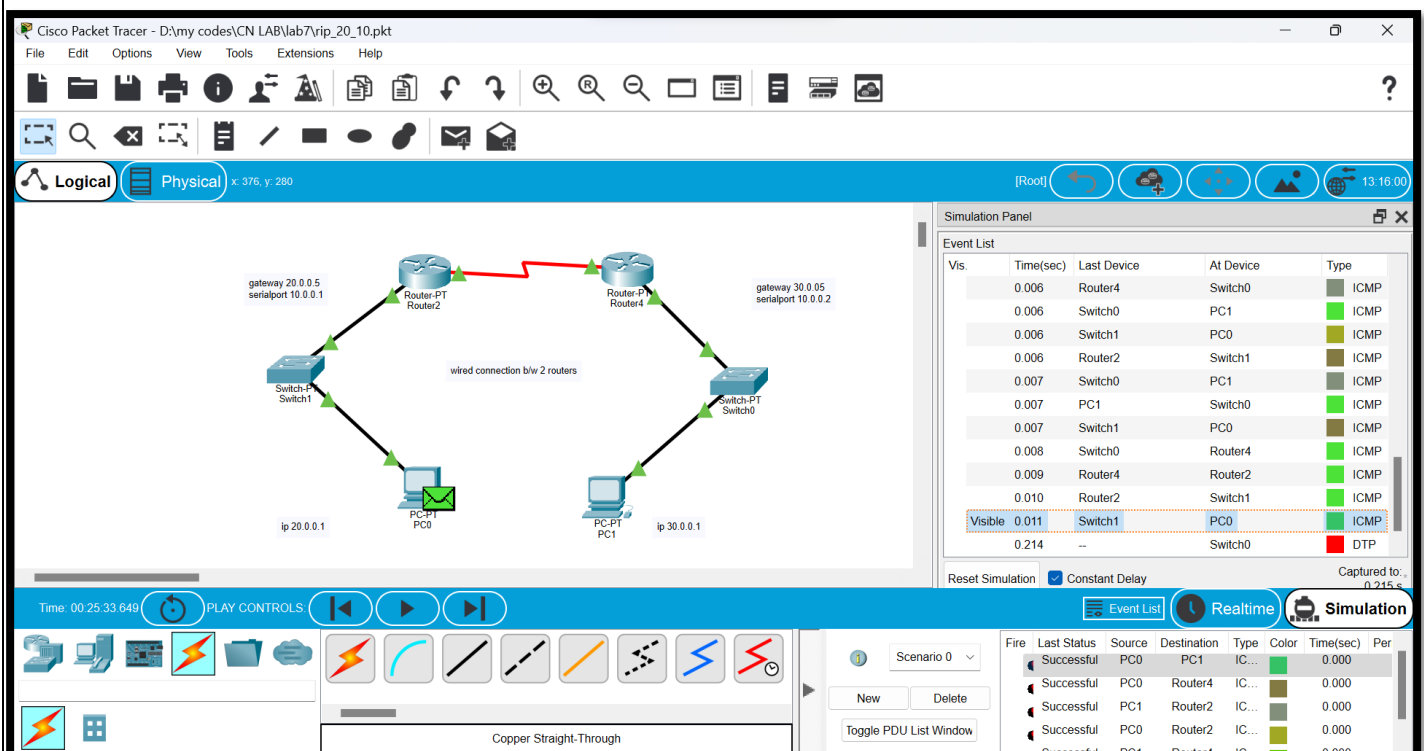 Cisco Packet Tracer - D:\my codes\CN LAB\lab7\rip_20_10.pkt
File Edit Options View Tools Extensions Help
Logical Physical x: 376, y: 280 [Root] 13:16:00
Simulation Panel
Event List
Vis. Time(sec) Last Device At Device Type
0.006 Router4 Switch0 ICMP
0.006 Switch0 PC1 ICMP
0.006 Switch1 PC0 ICMP
0.006 Router2 Switch1 ICMP
0.007 Switch0 PC1 ICMP
0.007 PC1 Switch0 ICMP
0.007 Switch1 PC0 ICMP
0.008 Switch0 Router4 ICMP
0.009 Router4 Router2 ICMP
0.010 Router2 Switch1 ICMP
Visible 0.011 Switch1 PC0 ICMP
0.214 -- Switch0 DTP
Reset Simulation Constant Delay Captured to:
0.215 s
gateway 20.0.0.5
serialport 10.0.0.1
Router-PT
Router2
Router-PT
Router4
gateway 30.0.05
serialport 10.0.0.2
wired connection b/w 2 routers
Switch-PT
Switch1
Switch-PT
Switch0
ip 20.0.0.1
PC-PT
PC0
PC-PT
PC1
ip 30.0.0.1
Time: 00:25:33.649 PLAY CONTROLS: Event List Realtime Simulation
Copper Straight-Through
Scenario 0
New Delete
Toggle PDU List Window
Fire Last Status Source Destination Type Color Time(sec) Per
Successful PC0 PC1 IC... 0.000
Successful PC0 Router4 IC... 0.000
Successful PC1 Router2 IC... 0.000
Successful PC0 Router2 IC... 0.000